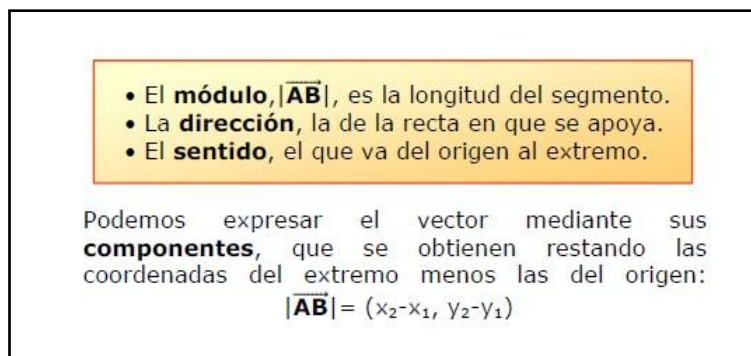 • El módulo,|AB|, es la longitud del segmento.
• La dirección, la de la recta en que se apoya.
• El sentido, el que va del origen al extremo.
Podemos expresar el vector mediante sus
componentes, que se obtienen restando las
coordenadas del extremo menos las del origen:
|AB|= (x₂-x₁, y₂-y₁)